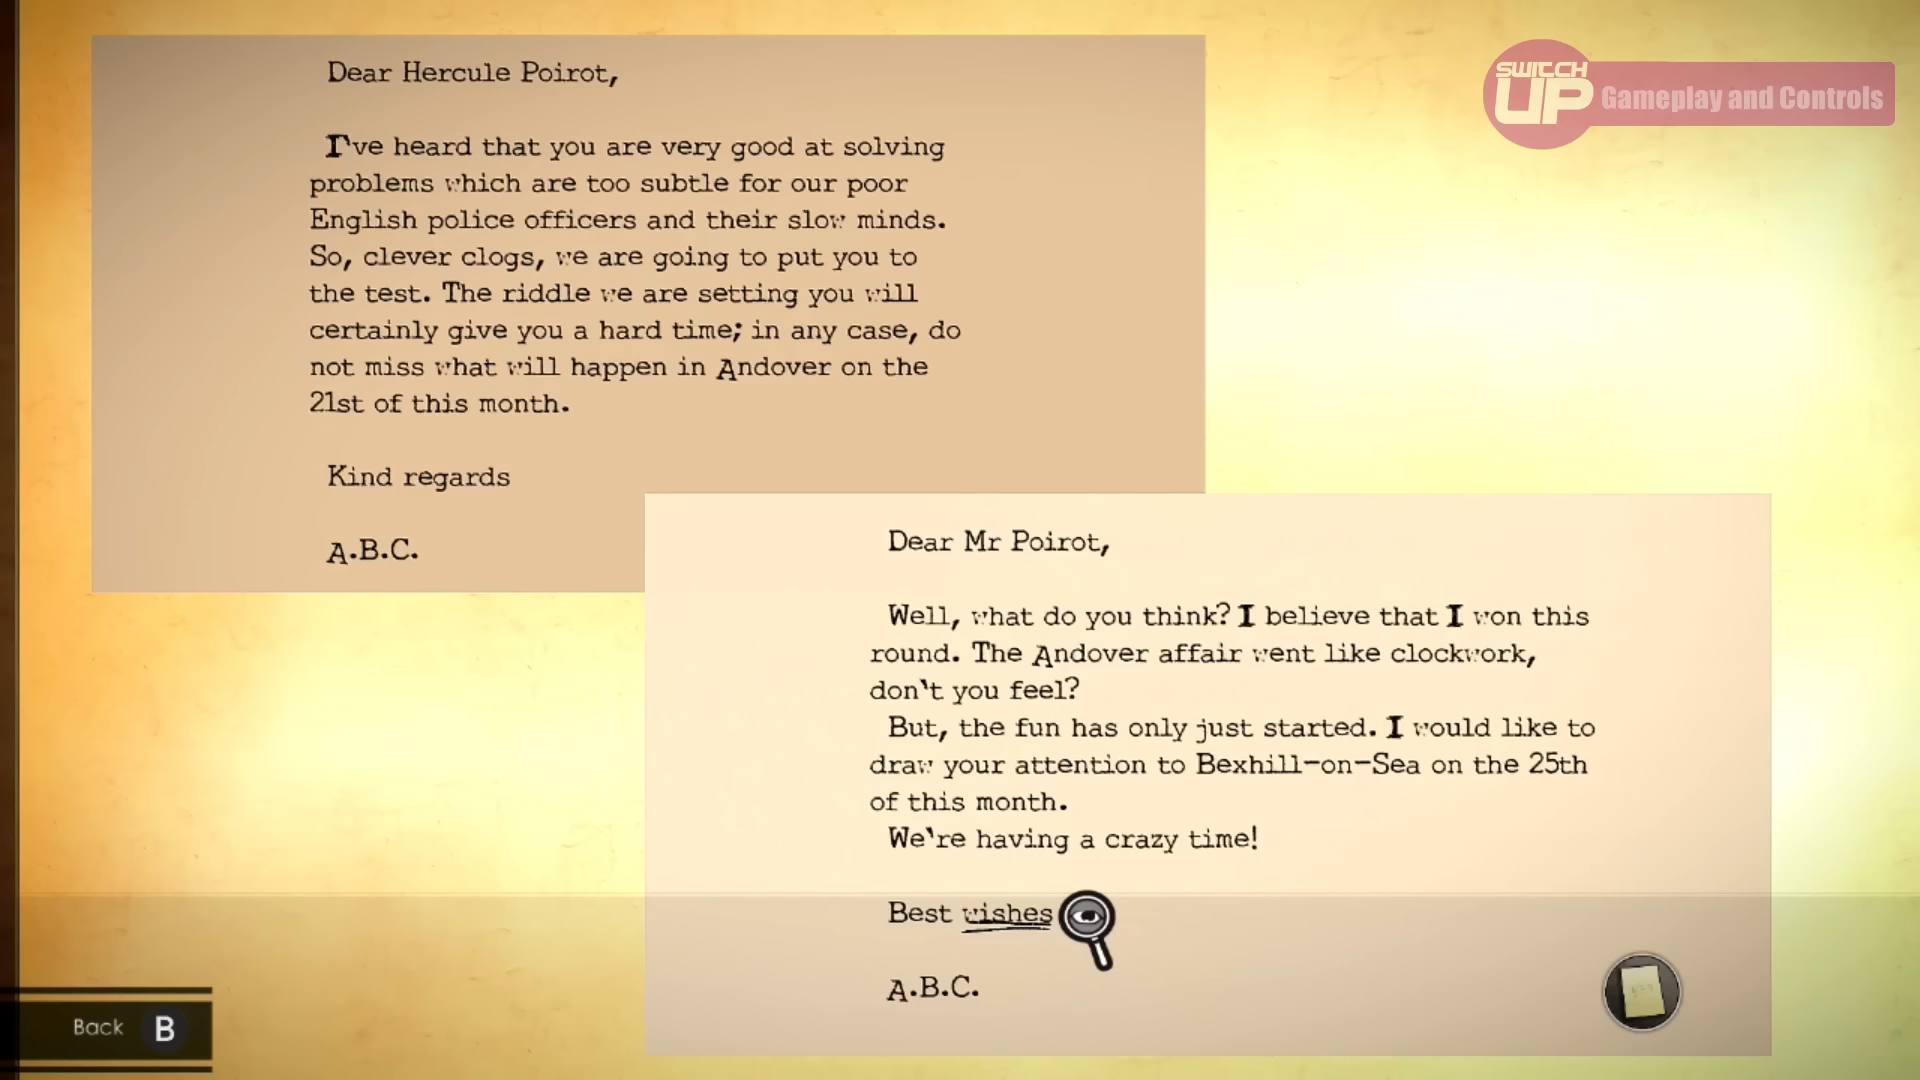 Dear Hercule Poirot,
I've heard that you are very good at solving
problems which are too subtle for our poor
English police officers and their slow minds.
So, clever clogs, we are going to put you to
the test. The riddle we are setting you will
certainly give you a hard time; in any case, do
not miss what will happen in Andover on the
21st of this month.
Kind regards
A.B.C.
SWITCH
UP
Gameplay and Controls
Dear Mr Poirot,
Well, what do you think? I believe that I won this
round. The Andover affair went like clockwork,
don't you feel?
But, the fun has only just started. I would like to
draw your attention to Bexhill-on-Sea on the 25th
of this month.
We're having a crazy time!
Best wishes
A.B.C.
Back B